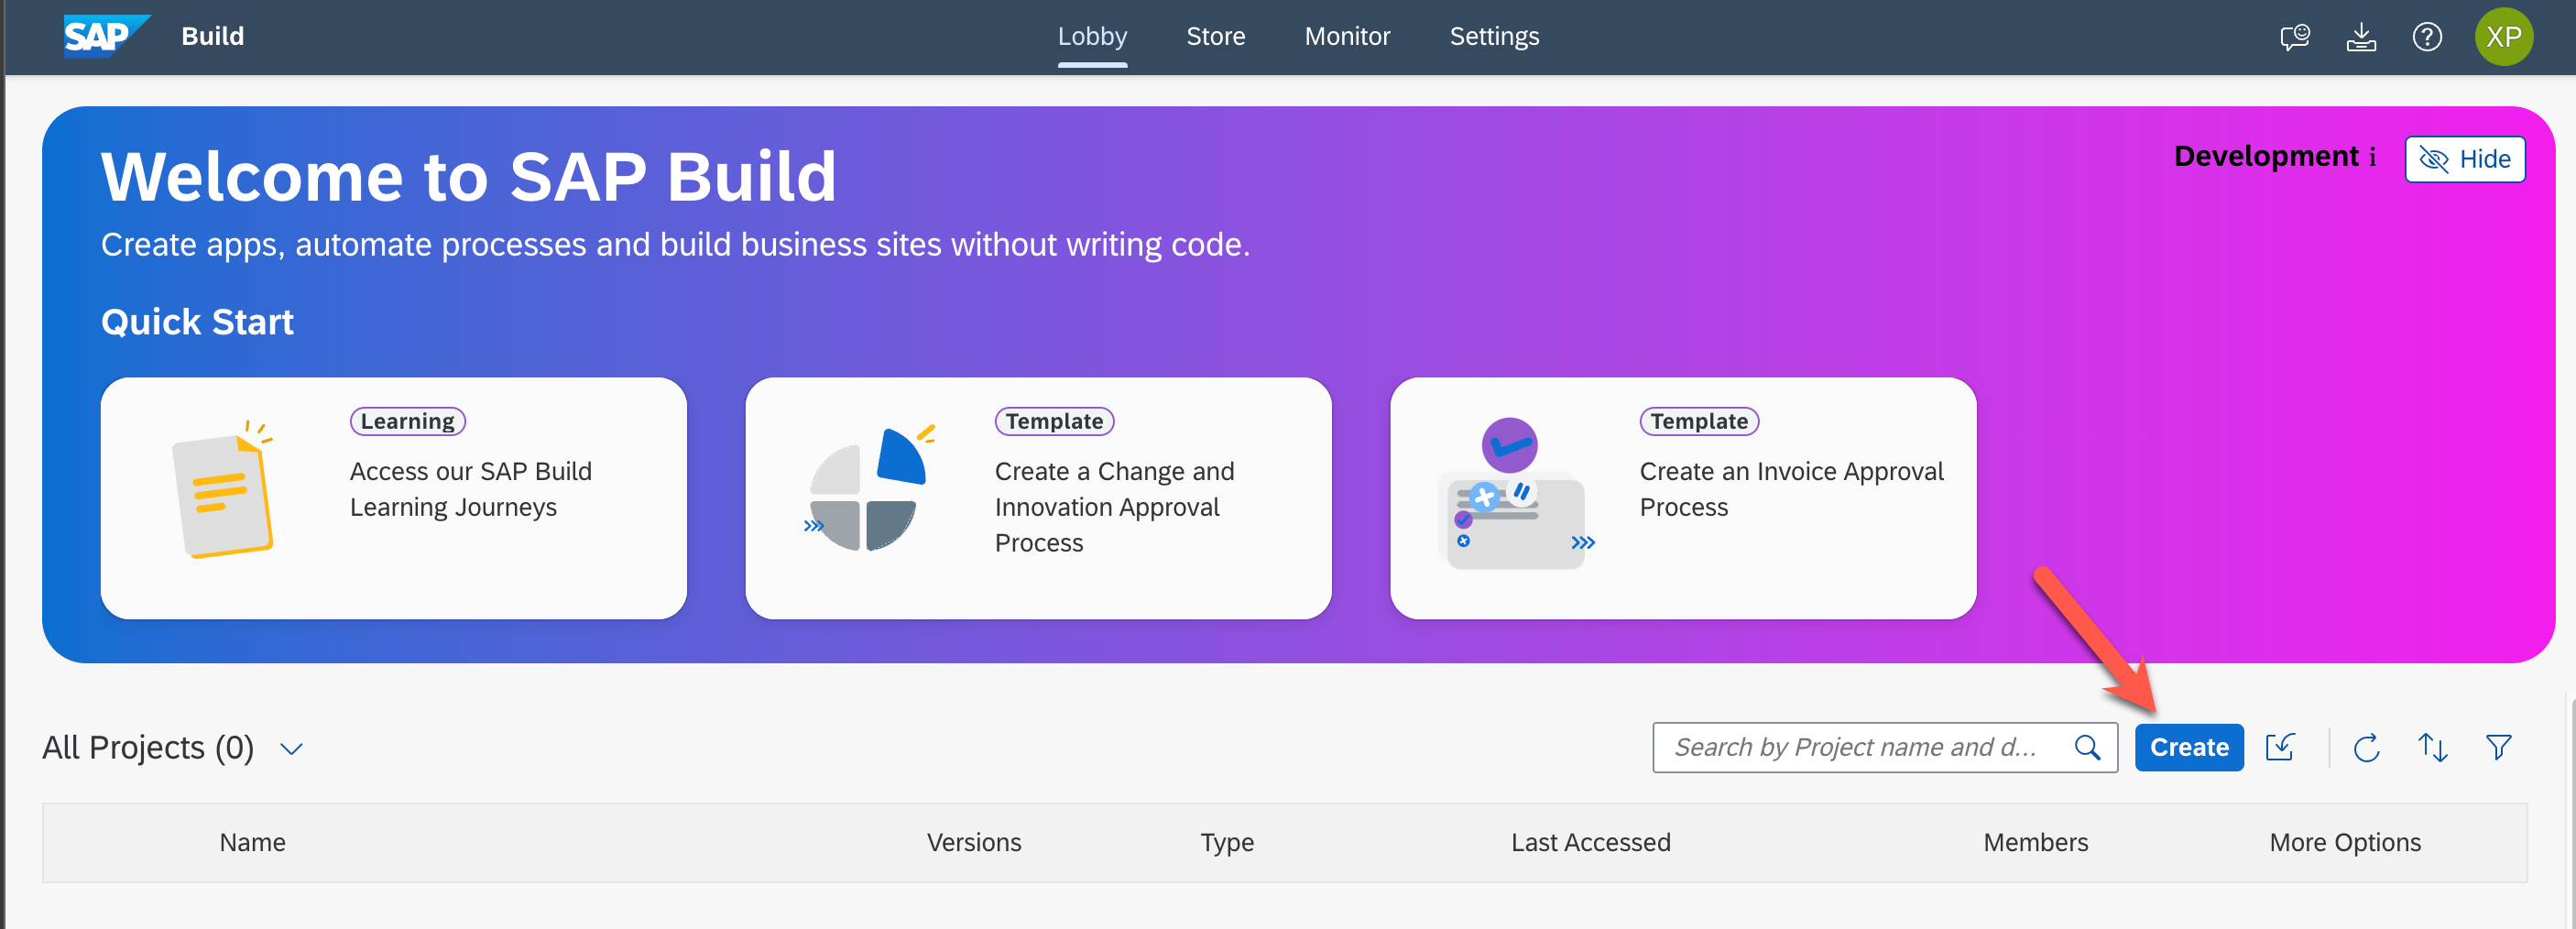 SAP Build Lobby Store Monitor Settings XP
Welcome to SAP Build
Development i Hide
Create apps, automate processes and build business sites without writing code.
Quick Start
Learning
Access our SAP Build
Learning Journeys
Template
Create a Change and
Innovation Approval
Process
Template
Create an Invoice Approval
Process
All Projects (0) Search by Project name and d... Create
Name Versions Type Last Accessed Members More Options